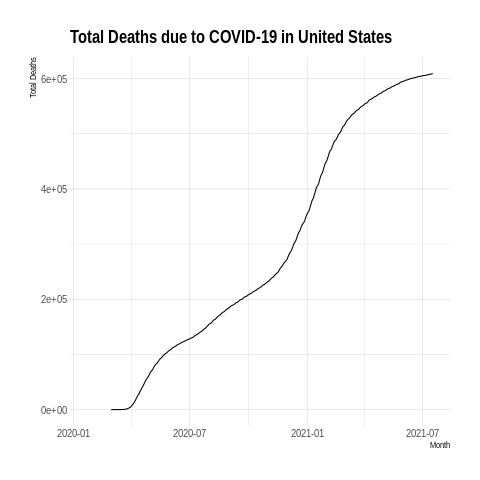 Total Deaths due to COVID-19 in United States
Total Deaths
6e+05
4e+05
2e+05
0e+00
2020-01 2020-07 2021-01 2021-07
Month